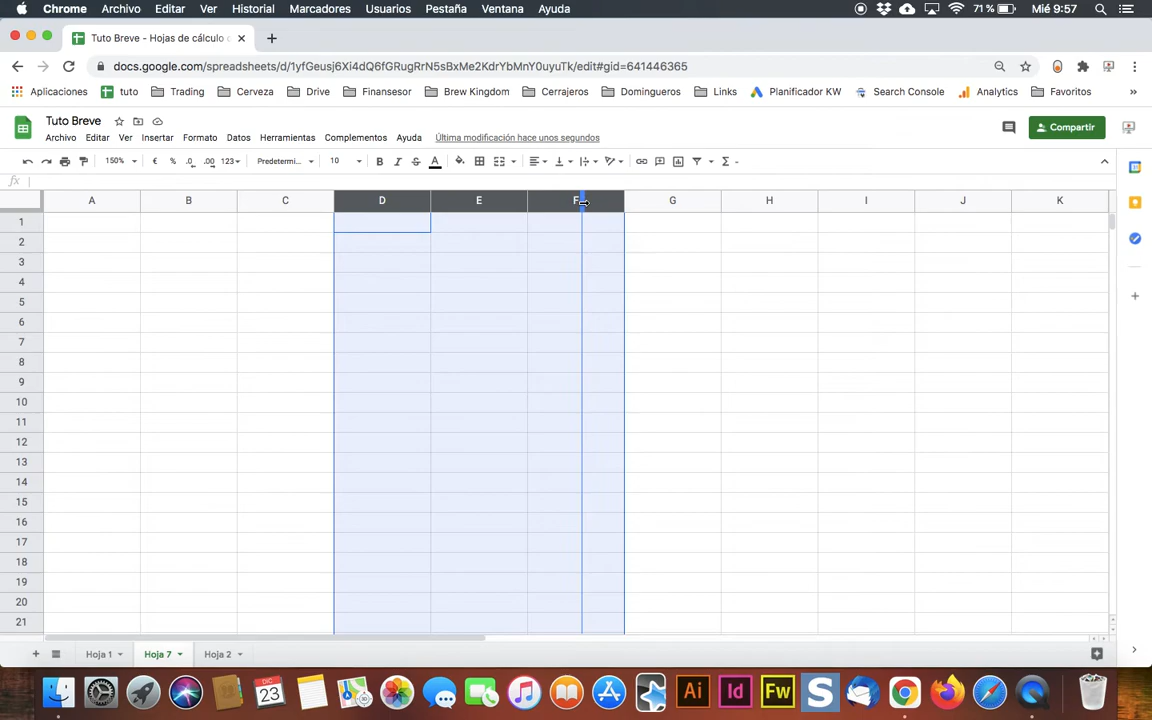 Chrome Archivo Editar Ver Historial Marcadores Usuarios Pestaña Ventana Ayuda 71 % Mié 9:57
Tuto Breve - Hojas de cálculo
docs.google.com/spreadsheets/d/1yfGeusj6Xi4dQ6fGRugRrN5sBxMe2KdrYbMnY0uyuTk/edit#gid=641446365
Aplicaciones tuto Trading Cerveza Drive Finansesor Brew Kingdom Cerrajeros Domingueros Links Planificador KW Search Console Analytics Favoritos »
Tuto Breve
Archivo Editar Ver Insertar Formato Datos Herramientas Complementos Ayuda Última modificación hace unos segundos
Compartir
150% € % .0 .00 123 Predetermi... 10 B I S A Σ
fx
A B C D E F G H I J K
1
2
3
4
5
6
7
8
9
10
11
12
13
14
15
16
17
18
19
20
21
+ Hoja 1 Hoja 7 Hoja 2
DIC
23
Ai Id Fw S